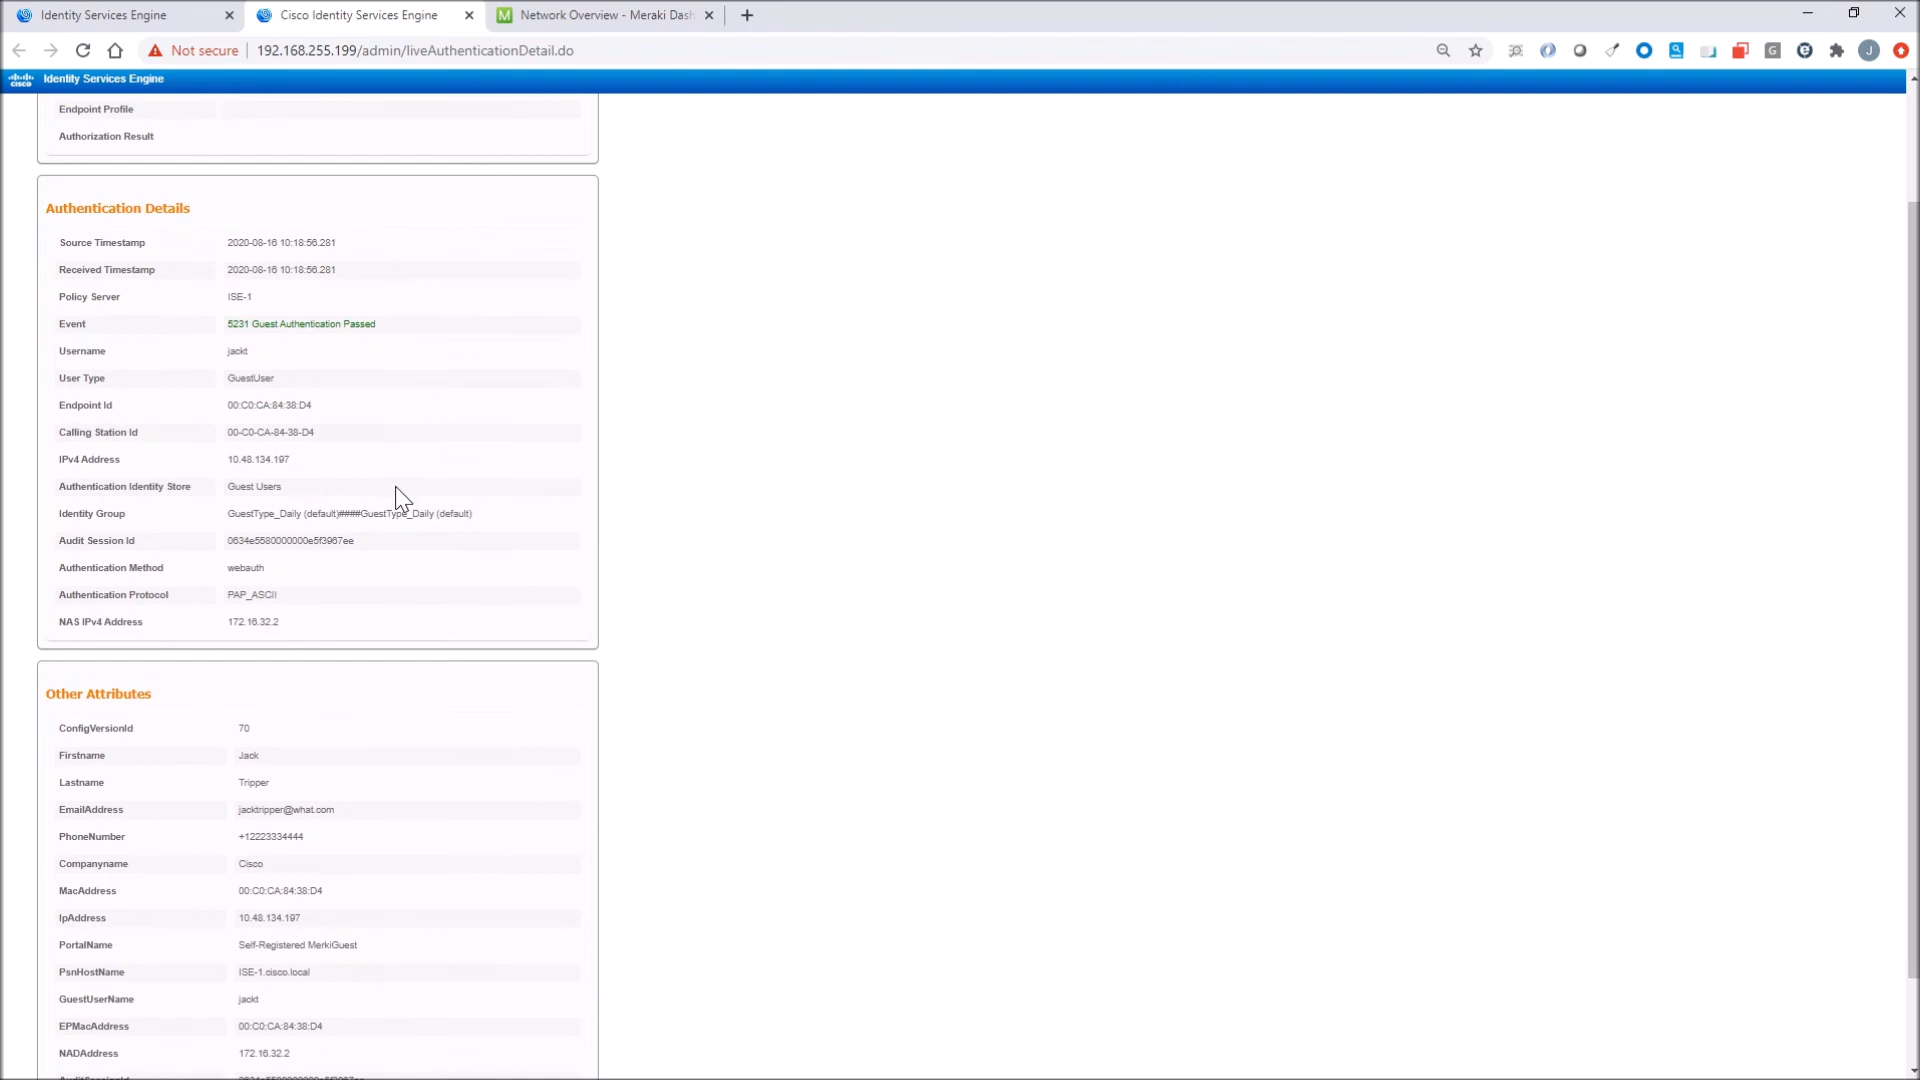 Identity Services Engine
Cisco Identity Services Engine
Network Overview - Meraki Dash
Not secure
192.168.255.199/admin/liveAuthenticationDetail.do
cisco
Identity Services Engine
Endpoint Profile
Authorization Result
Authentication Details
Source Timestamp 2020-08-16 10:18:56.281
Received Timestamp 2020-08-16 10:18:56.281
Policy Server ISE-1
Event 5231 Guest Authentication Passed
Username jackt
User Type GuestUser
Endpoint Id 00:C0:CA:84:38:D4
Calling Station Id 00-C0-CA-84-38-D4
IPv4 Address 10.48.134.197
Authentication Identity Store Guest Users
Identity Group GuestType_Daily (default)####GuestType_Daily (default)
Audit Session Id 0634e5580000000e5f3967ee
Authentication Method webauth
Authentication Protocol PAP_ASCII
NAS IPv4 Address 172.16.32.2
Other Attributes
ConfigVersionId 70
Firstname Jack
Lastname Tripper
EmailAddress jacktripper@what.com
PhoneNumber +12223334444
Companyname Cisco
MacAddress 00:C0:CA:84:38:D4
IpAddress 10.48.134.197
PortalName Self-Registered MerkiGuest
PsnHostName ISE-1.cisco.local
GuestUserName jackt
EPMacAddress 00:C0:CA:84:38:D4
NADAddress 172.16.32.2